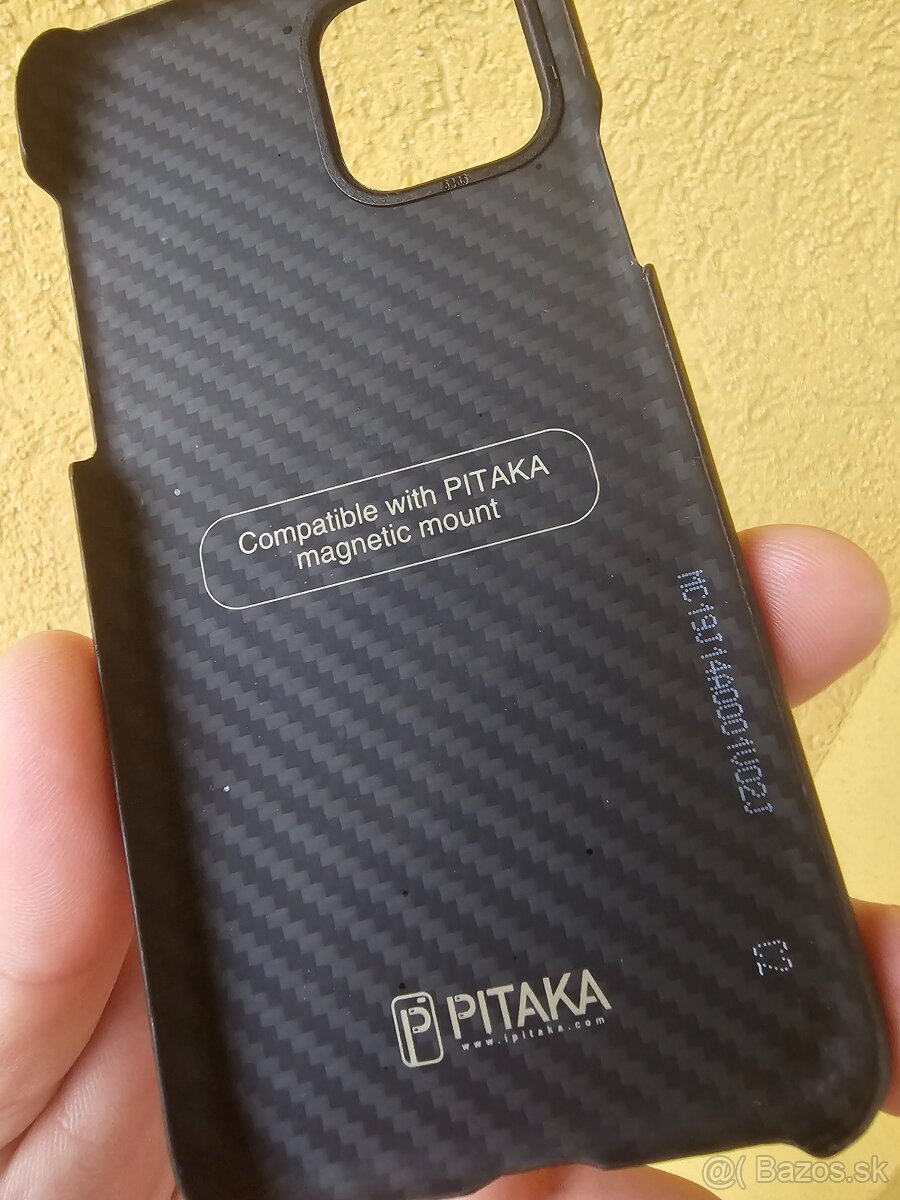 Compatible with PITAKA
magnetic mount
PITAKA
www.ipitaka.com
@( Bazos.sk